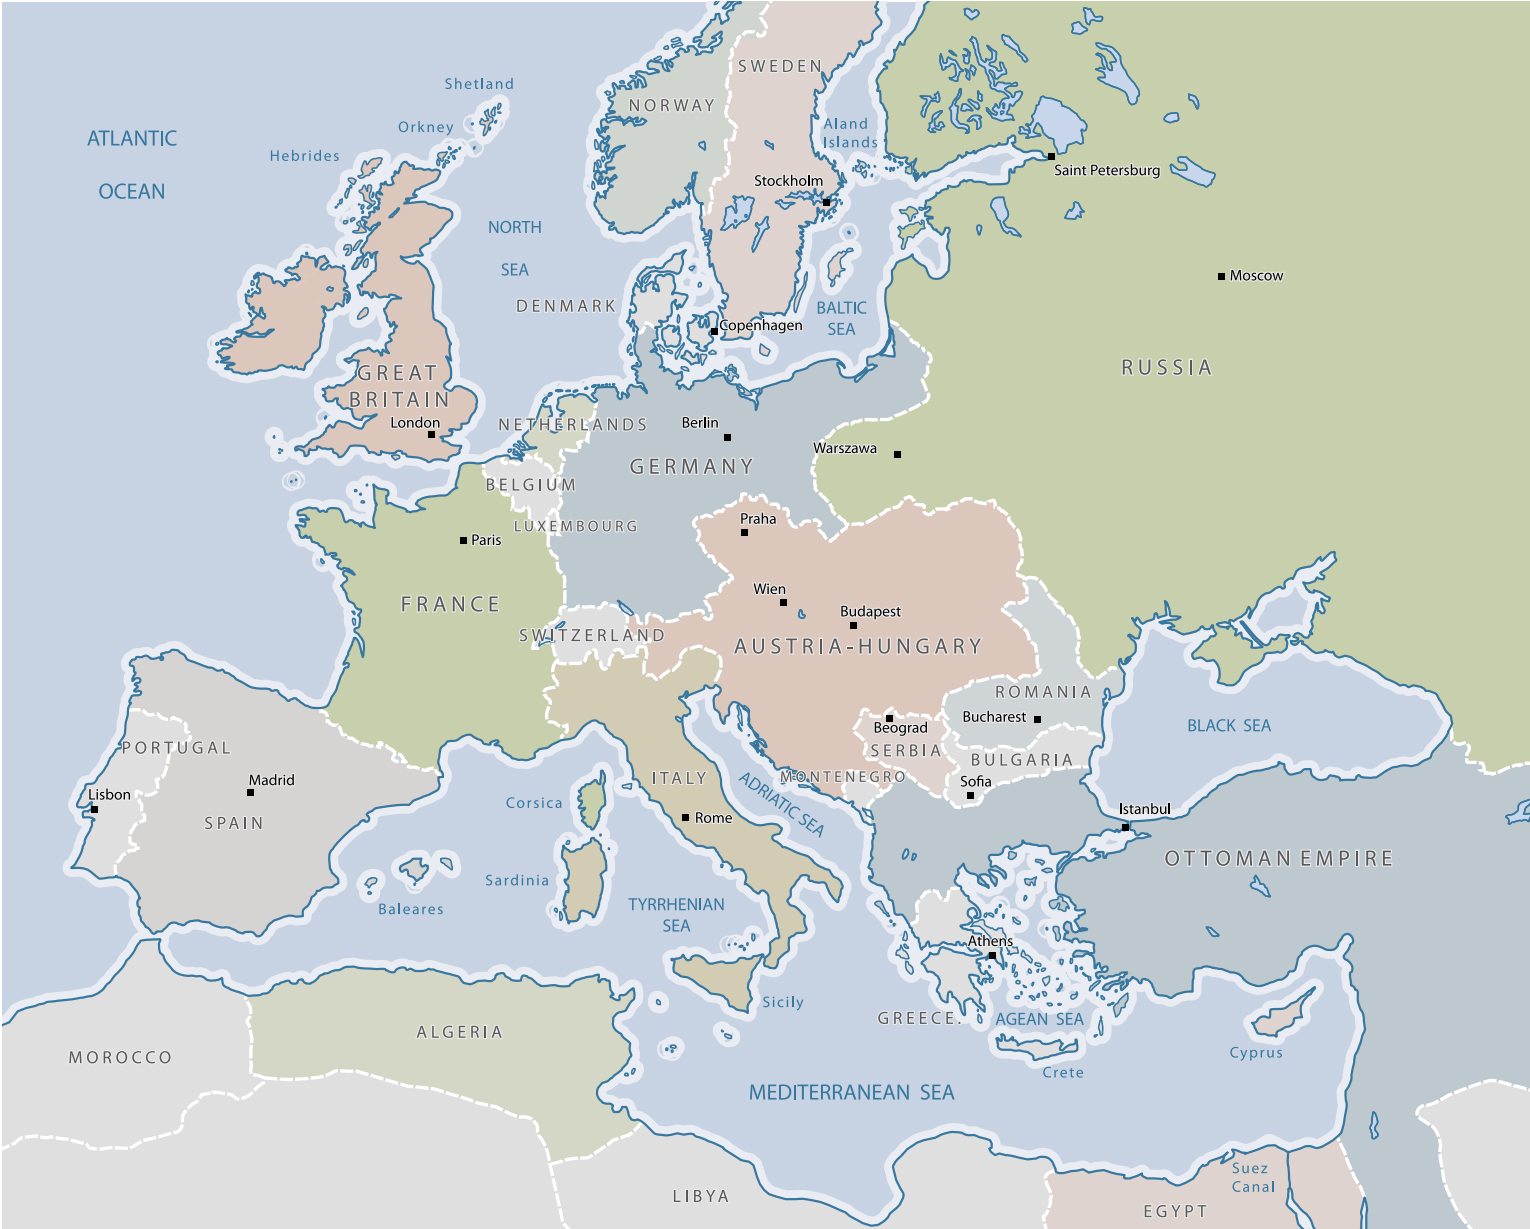 SWEDEN
Shetland
NORWAY
Orkney
Aland
Islands
ATLANTIC
OCEAN
Hebrides
Saint Petersburg
Stockholm
NORTH
SEA
Moscow
DENMARK
BALTIC
SEA
Copenhagen
RUSSIA
GREAT
BRITAIN
London
NETHERLANDS
Berlin
Warszawa
GERMANY
BELGIUM
LUXEMBOURG
Praha
Paris
FRANCE
Wien
Budapest
SWITZERLAND
AUSTRIA-HUNGARY
ROMANIA
Bucharest
Beograd
SERBIA
BLACK SEA
PORTUGAL
BULGARIA
Madrid
ITALY
MONTENEGRO
Sofia
Lisbon
Corsica
ADRIATIC SEA
Istanbul
SPAIN
Rome
OTTOMAN EMPIRE
Sardinia
Baleares
TYRRHENIAN
SEA
Athens
Sicily
GREECE.
AGEAN SEA
ALGERIA
MOROCCO
Cyprus
Crete
MEDITERRANEAN SEA
Suez
Canal
LIBYA
EGYPT